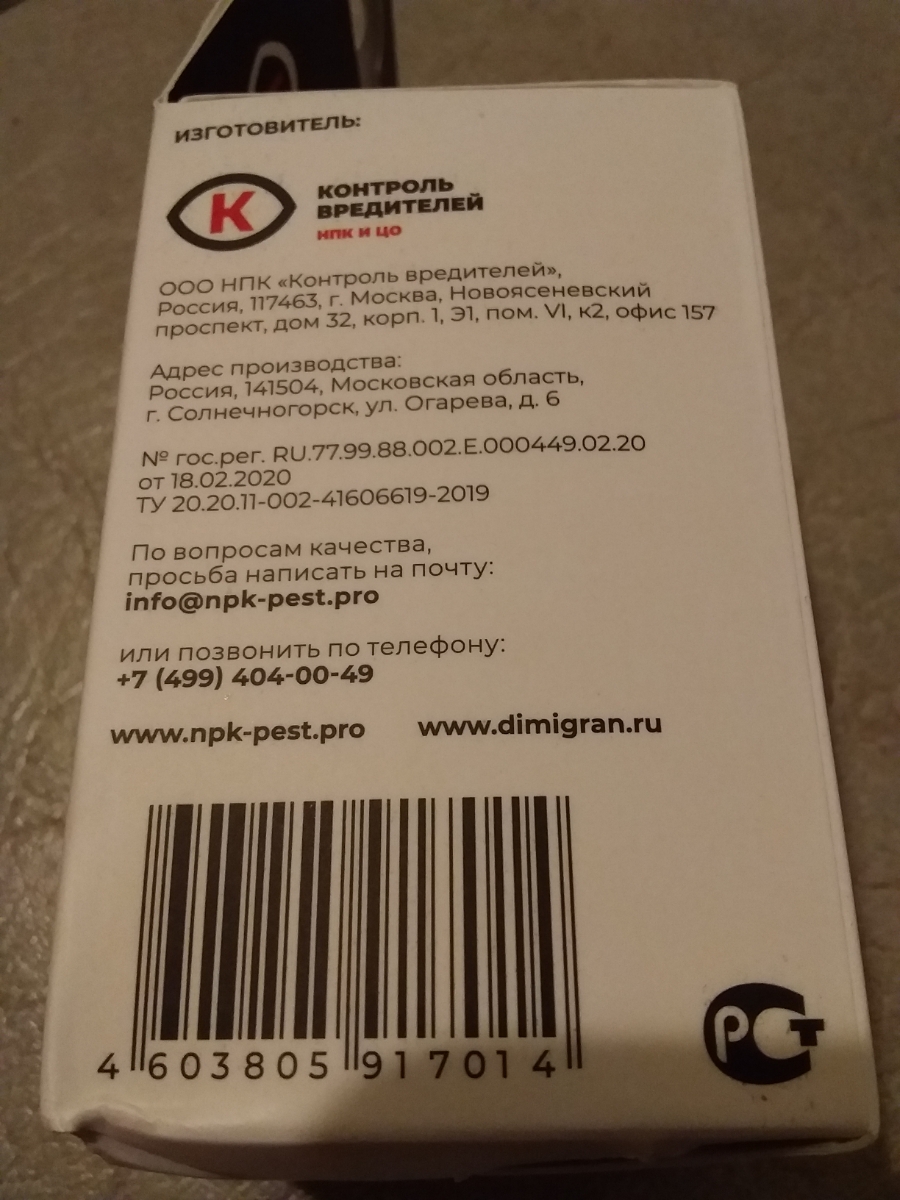 ИЗГОТОВИТЕЛЬ:
К
КОНТРОЛЬ
ВРЕДИТЕЛЕЙ
НПК И ЦО
ООО НПК «Контроль вредителей»,
Россия, 117463, г. Москва, Новоясеневский
проспект, дом 32, корп. 1, Э1, пом. VI, к2, офис 157
Адрес производства:
Россия, 141504, Московская область,
г. Солнечногорск, ул. Огарева, д. 6
№ гос.рег. RU.77.99.88.002.Е.000449.02.20
от 18.02.2020
ТУ 20.20.11-002-41606619-2019
По вопросам качества,
просьба написать на почту:
info@npk-pest.pro
или позвонить по телефону:
+7 (499) 404-00-49
www.npk-pest.pro www.dimigran.ru
4 603805 917014
РСТ